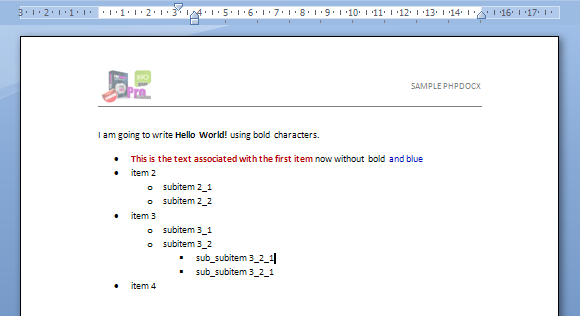 3 2 1 1 2 3 4 5 6 7 8 9 10 11 12 13 14 16 17
Pro
SAMPLE PHPDOCX
I am going to write Hello World! using bold characters.
• This is the text associated with the first item now without bold and blue
• item 2
o subitem 2_1
o subitem 2_2
• item 3
o subitem 3_1
o subitem 3_2
▪ sub_subitem 3_2_1
▪ sub_subitem 3_2_1
• item 4